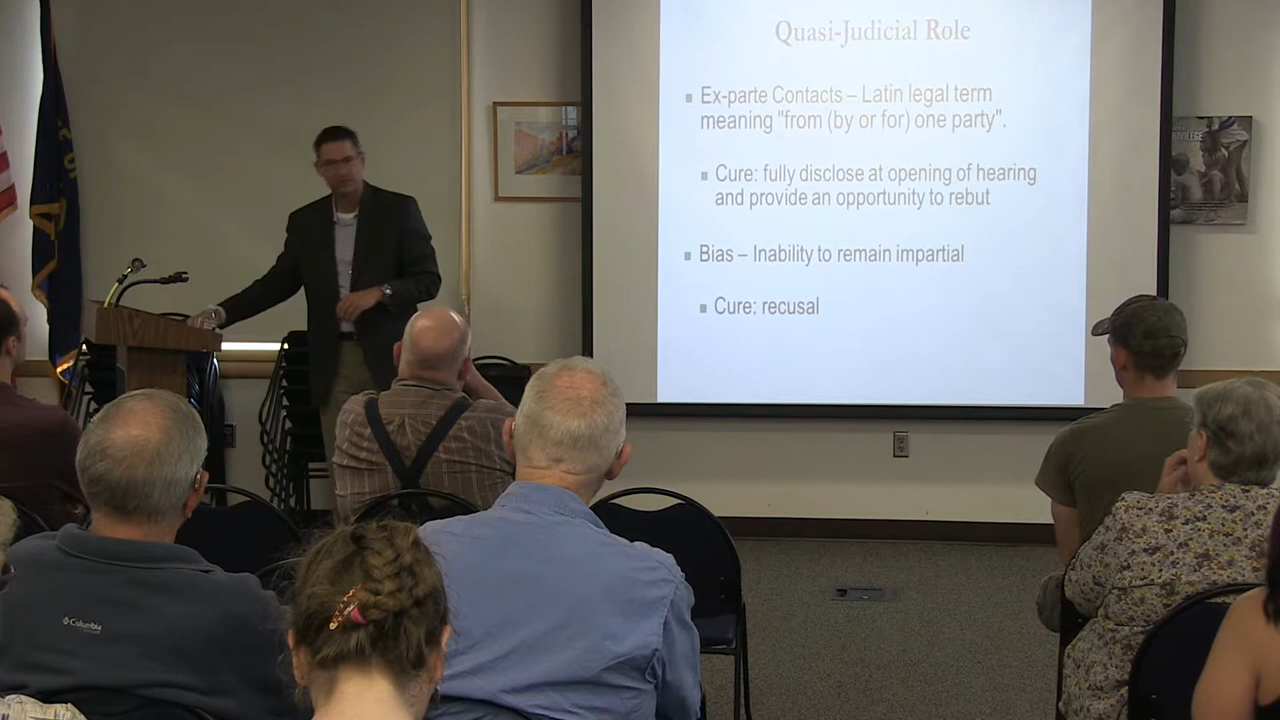 Quasi-Judicial Role
Ex-parte Contacts – Latin legal term
meaning "from (by or for) one party".
Cure: fully disclose at opening of hearing
and provide an opportunity to rebut
Bias – Inability to remain impartial
Cure: recusal
Columbia